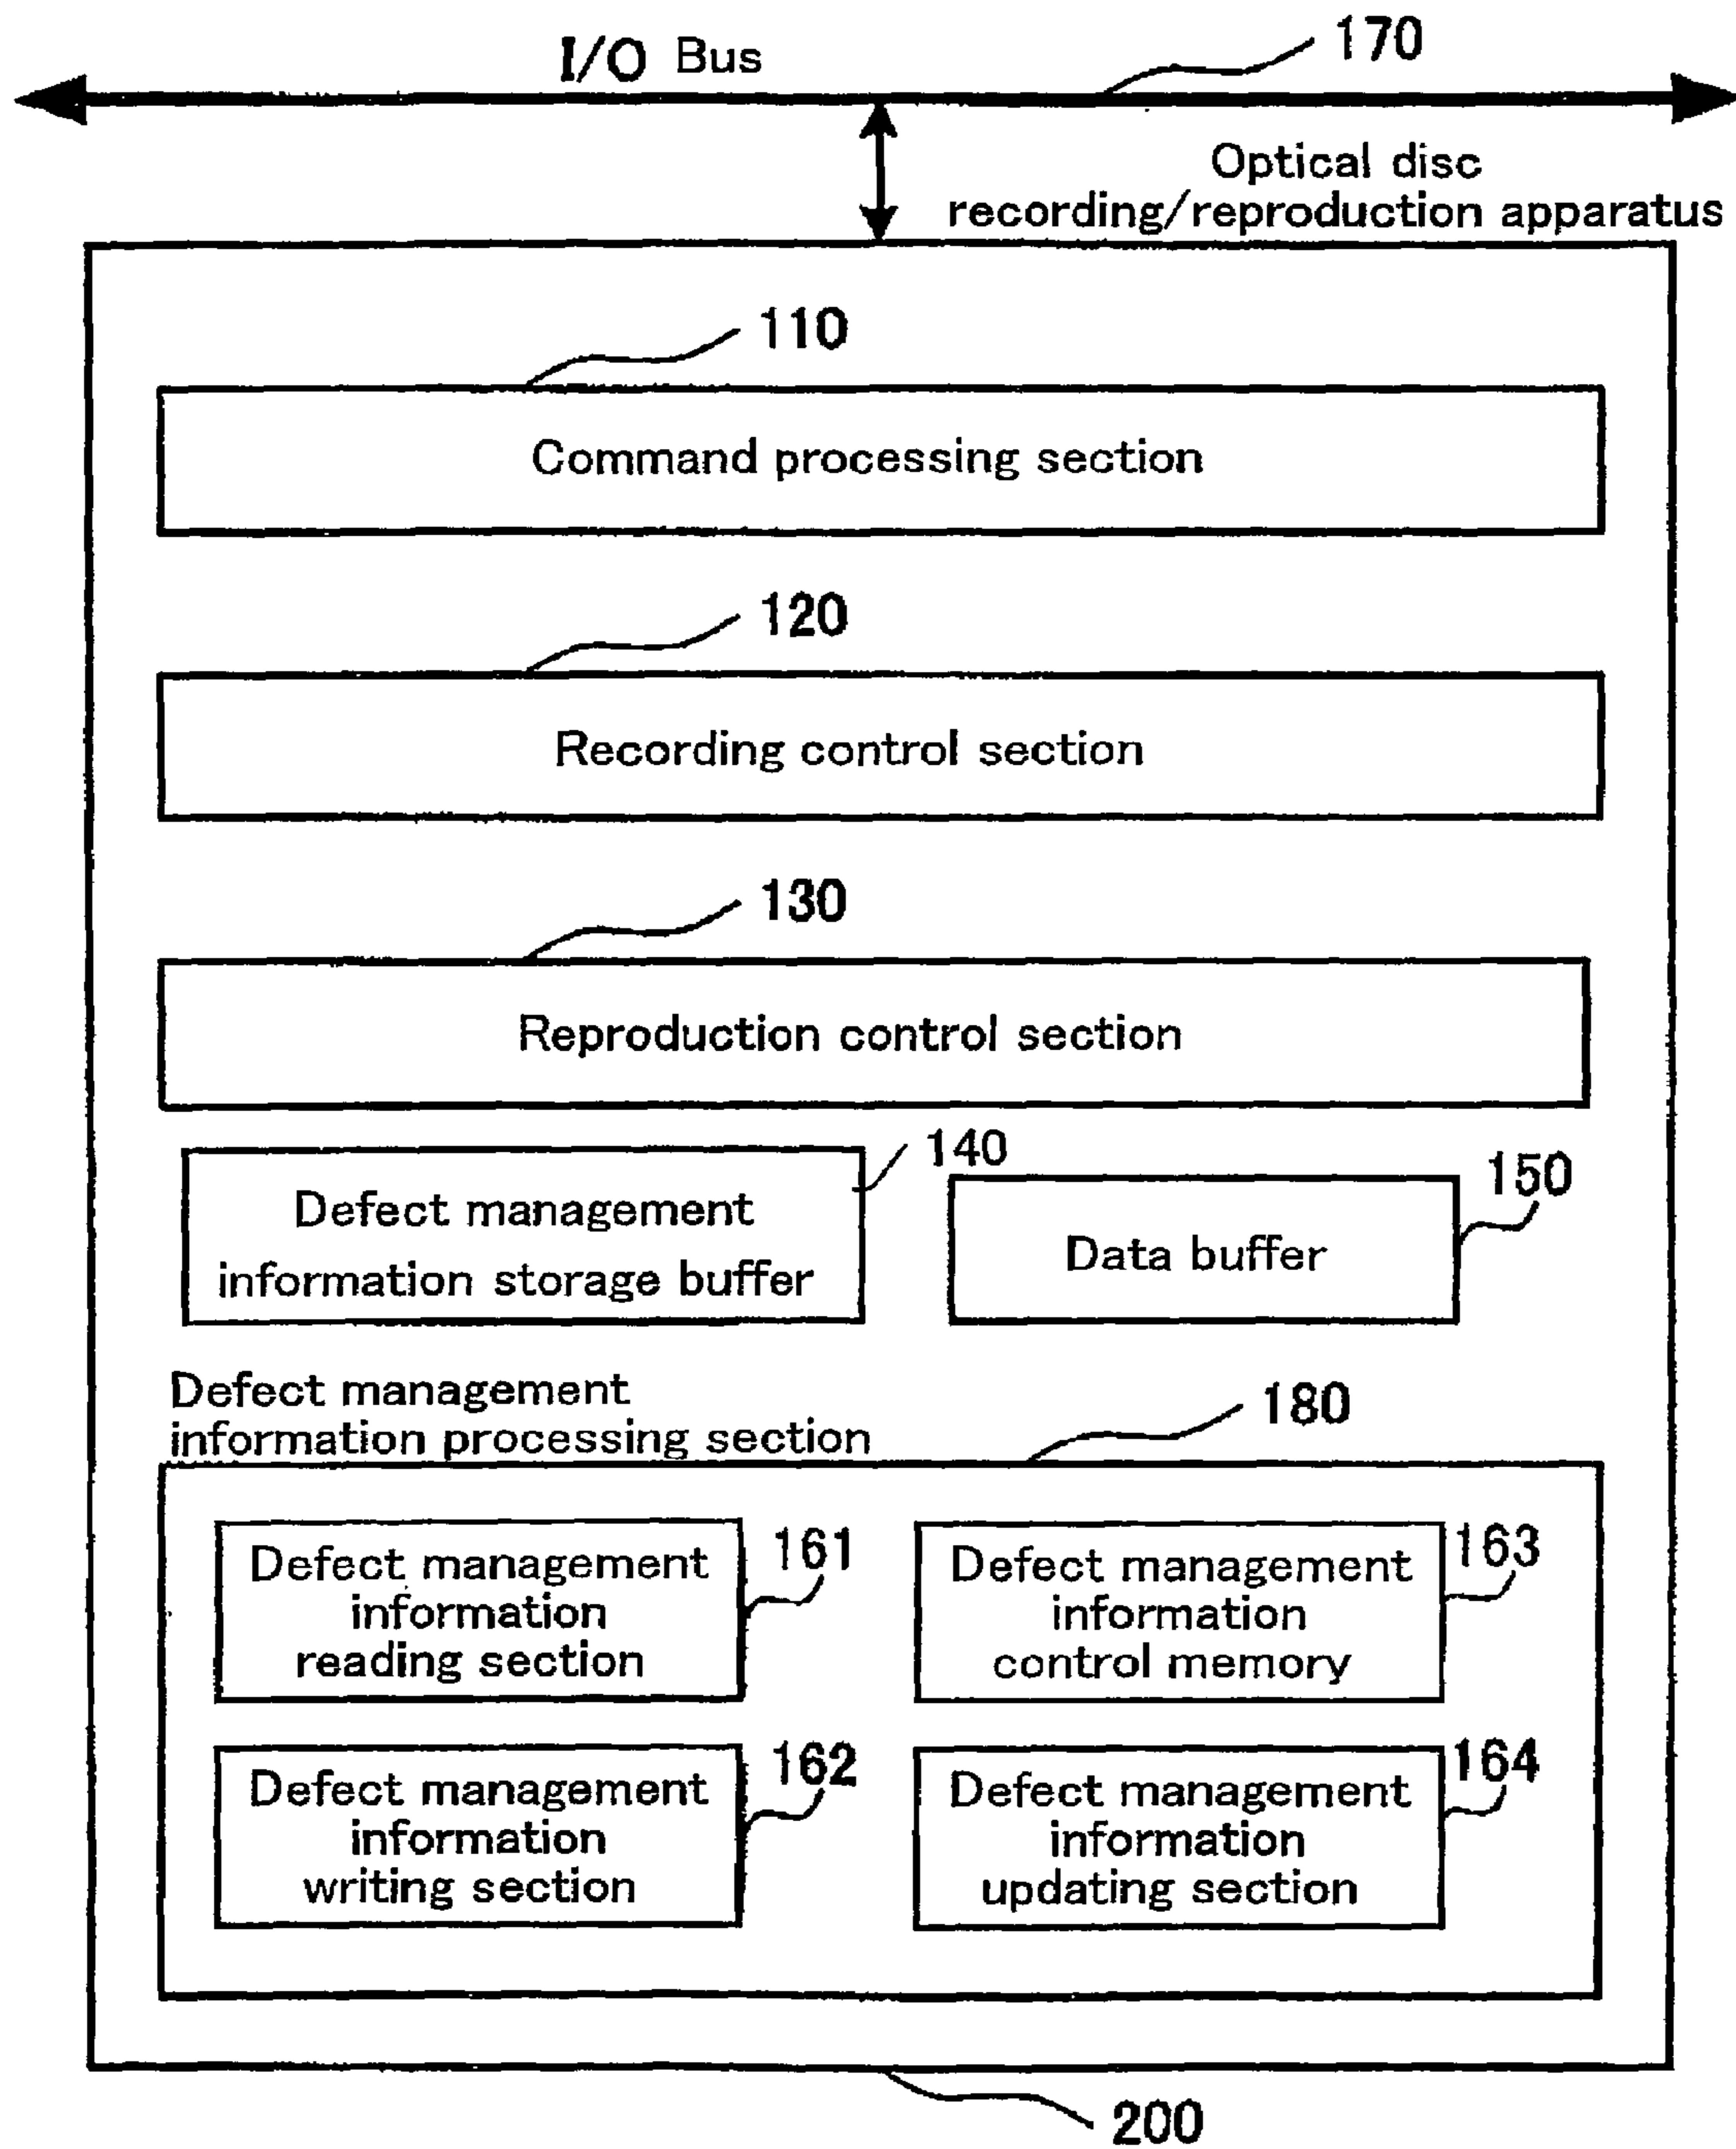 I/O Bus
170
Optical disc
recording/reproduction apparatus
110
Command processing section
120
Recording control section
130
Reproduction control section
140
Defect management
information storage buffer
150
Data buffer
Defect management
information processing section
180
Defect management
information
reading section
161
Defect management
information
control memory
163
Defect management
information
writing section
162
Defect management
information
updating section
164
200